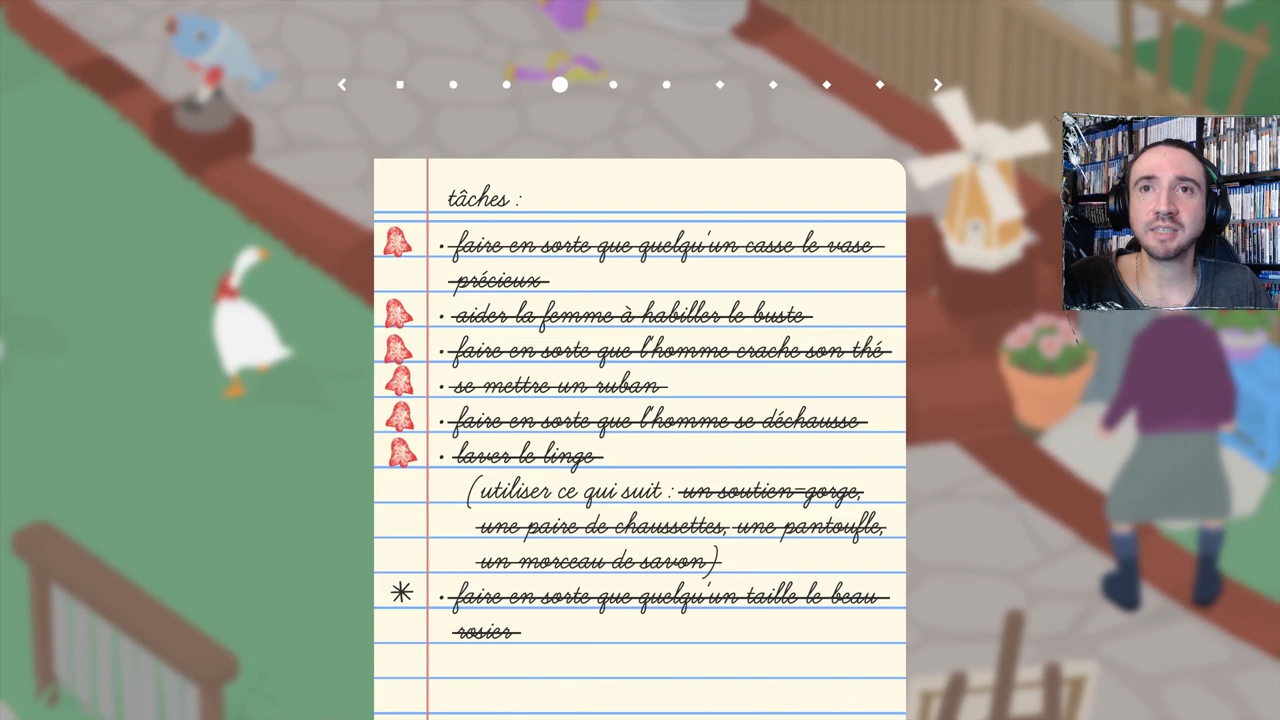 tâches :
• faire en sorte que quelqu'un casse le vase
précieux
• aider la femme à habiller le buste
• faire en sorte que l'homme crache son thé
• se mettre un ruban
• faire en sorte que l'homme se déchausse
• laver le linge
(utiliser ce qui suit : un soutien-gorge,
une paire de chaussettes, une pantoufle,
un morceau de savon)
• faire en sorte que quelqu'un taille le beau
rosier